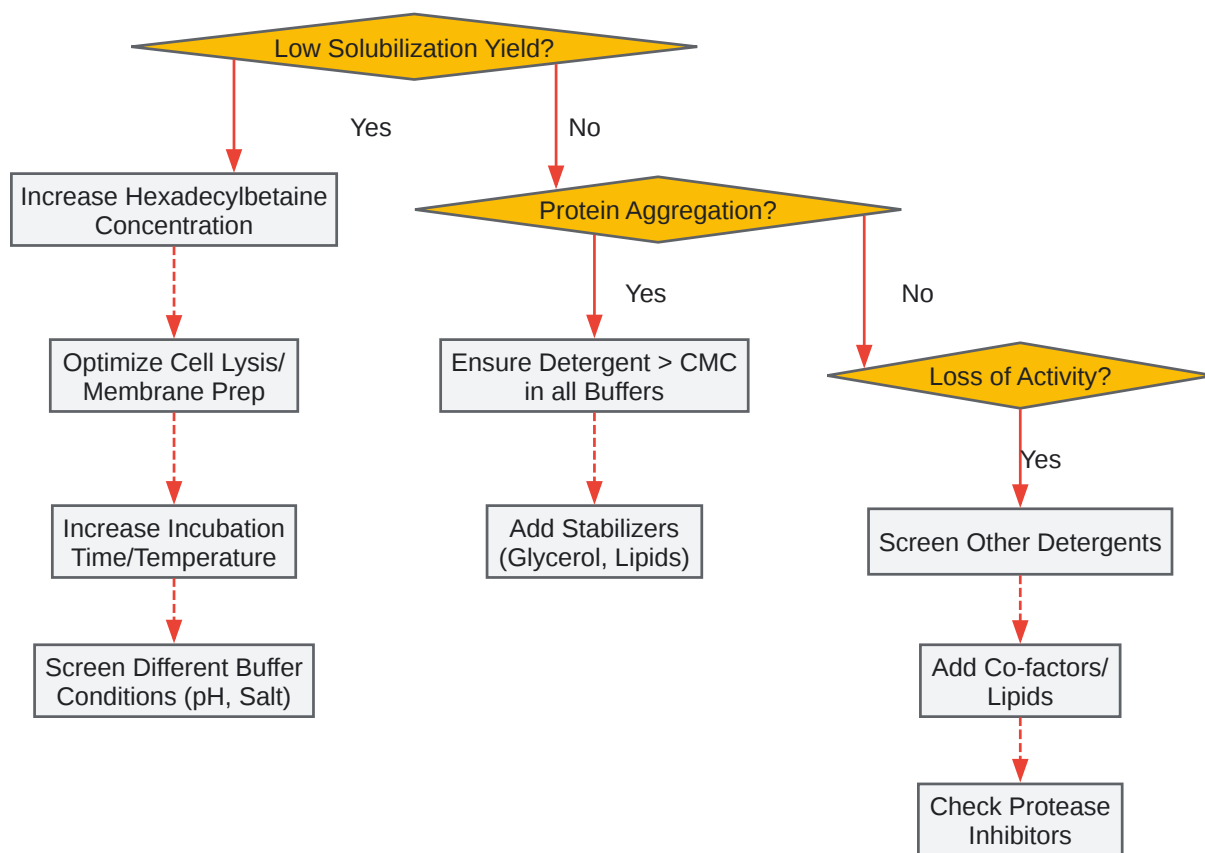 Low Solubilization Yield?
Yes
No
Increase Hexadecylbetaine
Concentration
Protein Aggregation?
Yes
No
Optimize Cell Lysis/
Membrane Prep
Ensure Detergent > CMC
in all Buffers
Loss of Activity?
Yes
Increase Incubation
Time/Temperature
Add Stabilizers
(Glycerol, Lipids)
Screen Other Detergents
Screen Different Buffer
Conditions (pH, Salt)
Add Co-factors/
Lipids
Check Protease
Inhibitors